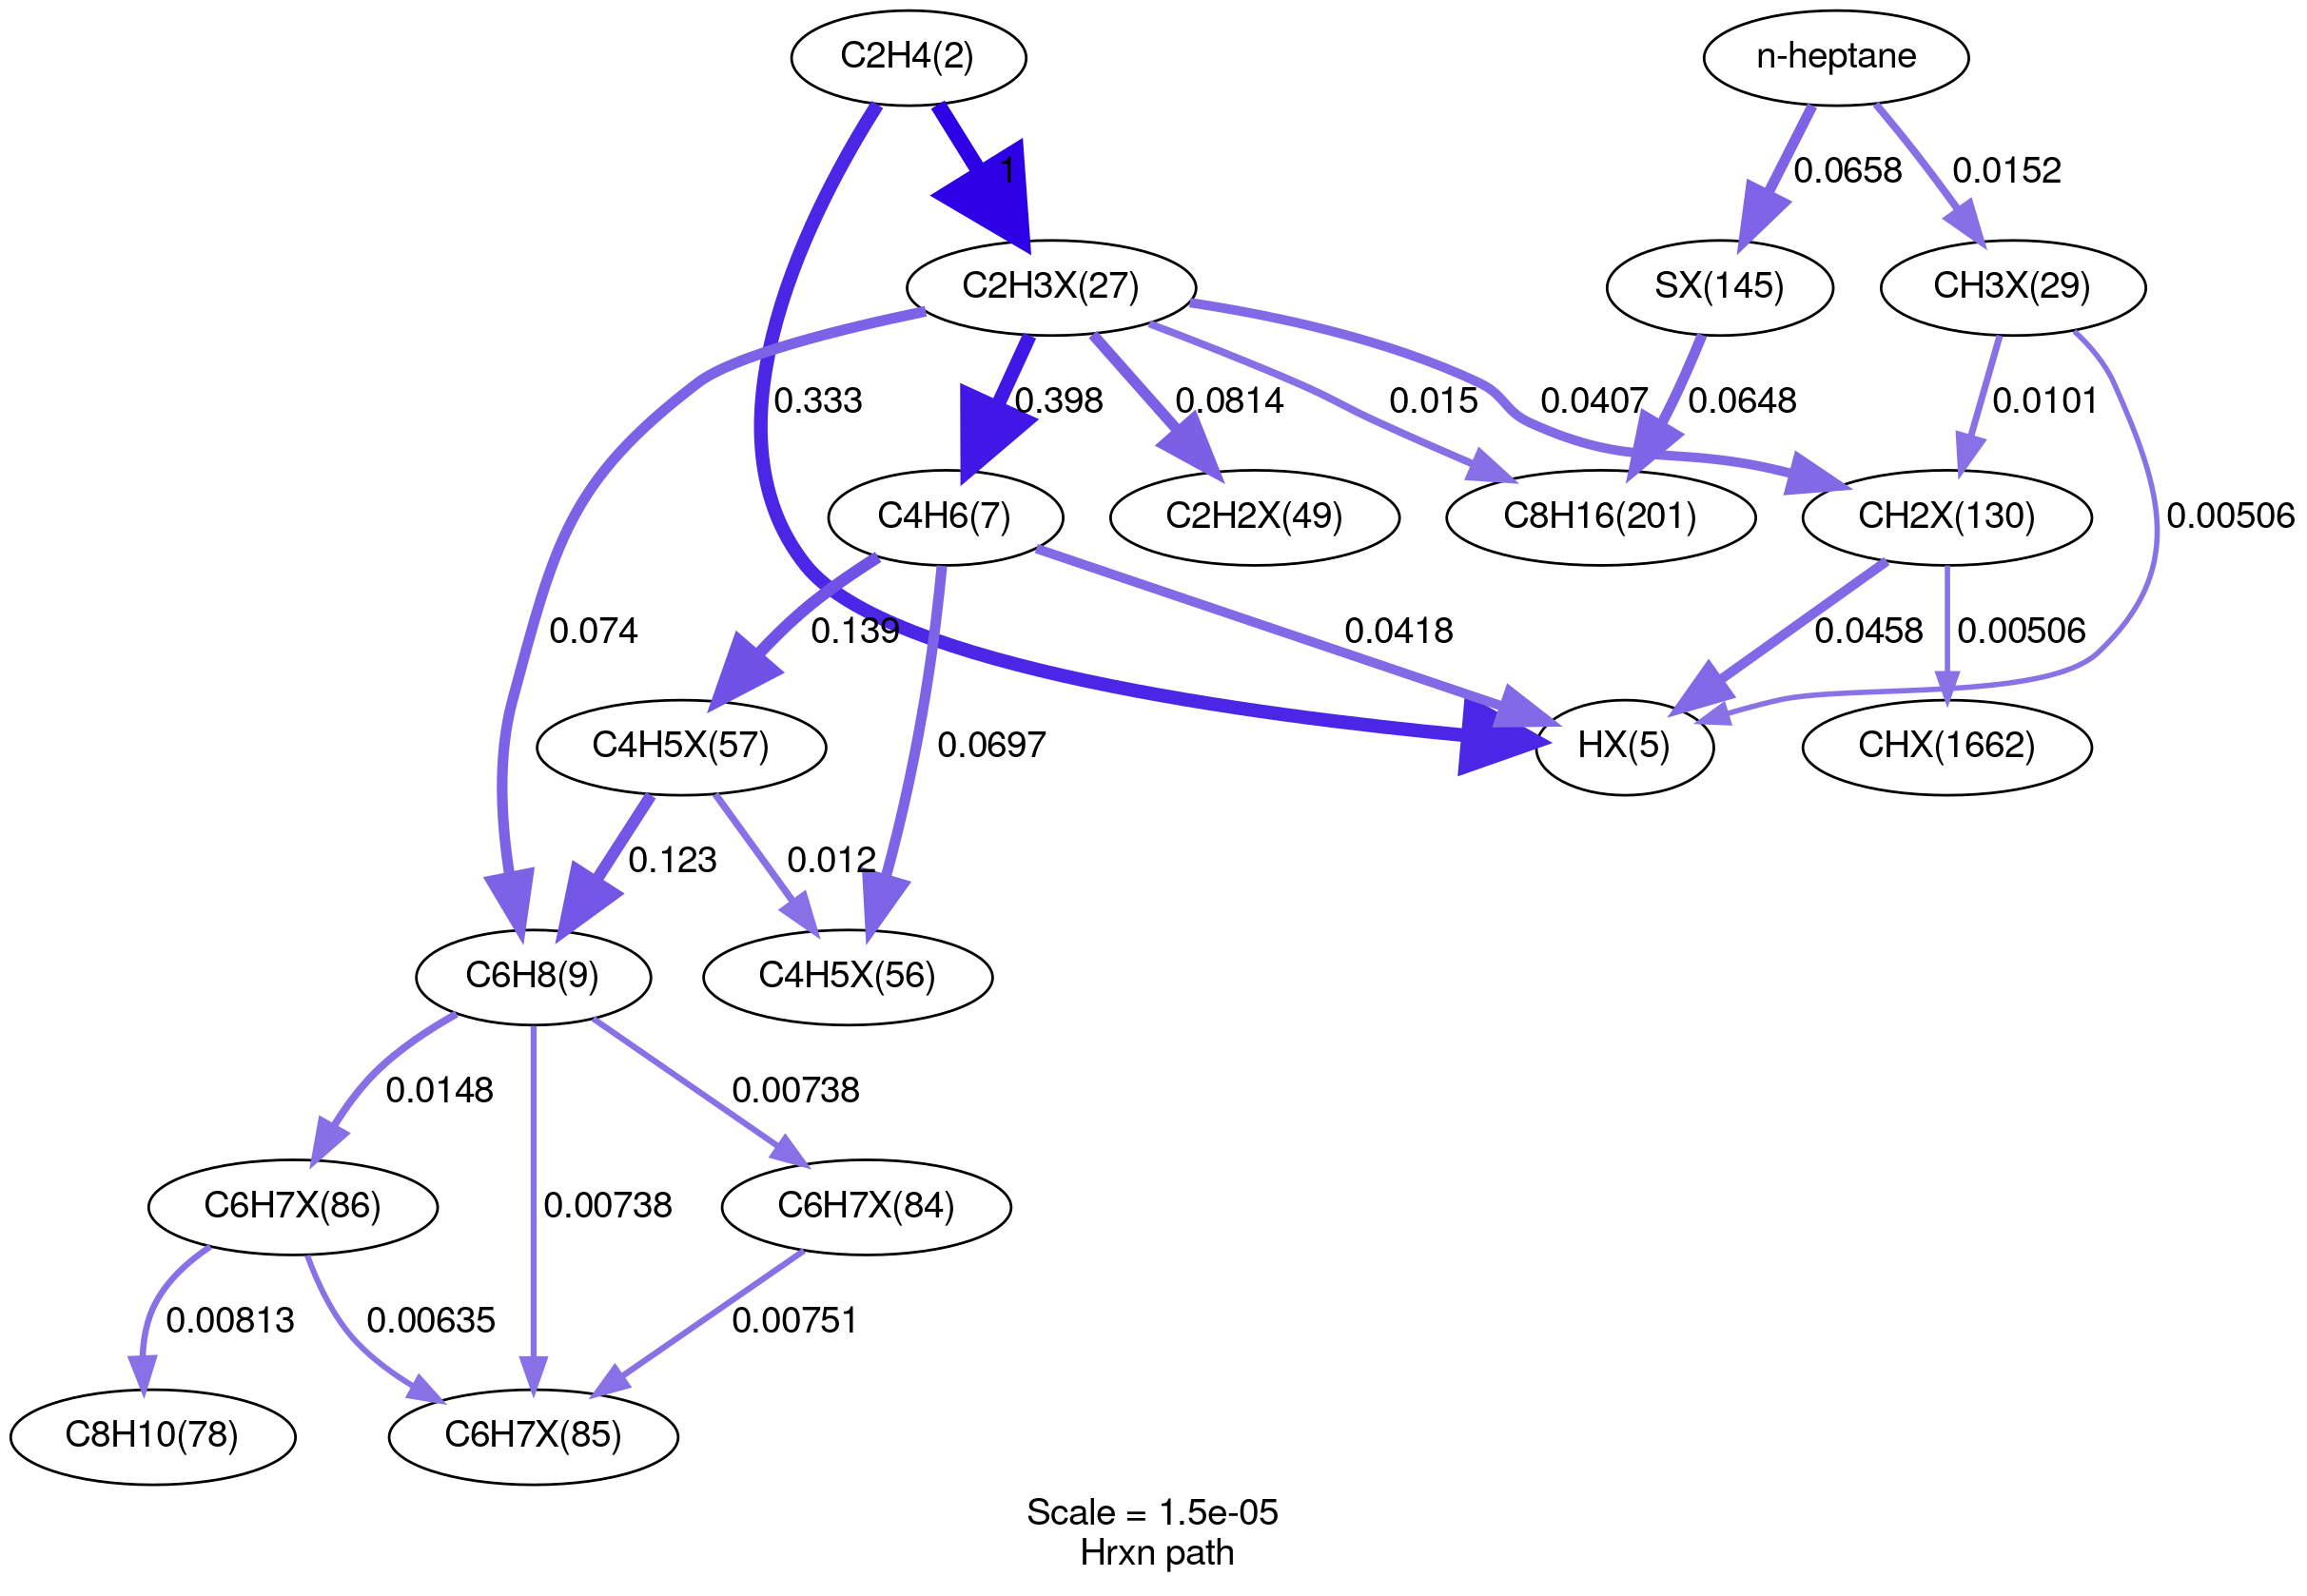 C2H4(2)
n-heptane
1
0.0658
0.0152
C2H3X(27)
SX(145)
CH3X(29)
0.333
0.398
0.0814
0.015
0.0407
0.0648
0.0101
C4H6(7)
C2H2X(49)
C8H16(201)
CH2X(130)
0.00506
0.074
0.139
0.0418
0.0458
0.00506
C4H5X(57)
0.0697
HX(5)
CHX(1662)
0.123
0.012
C6H8(9)
C4H5X(56)
0.0148
0.00738
C6H7X(86)
0.00738
C6H7X(84)
0.00813
0.00635
0.00751
C8H10(78)
C6H7X(85)
Scale = 1.5e-05
Hrxn path